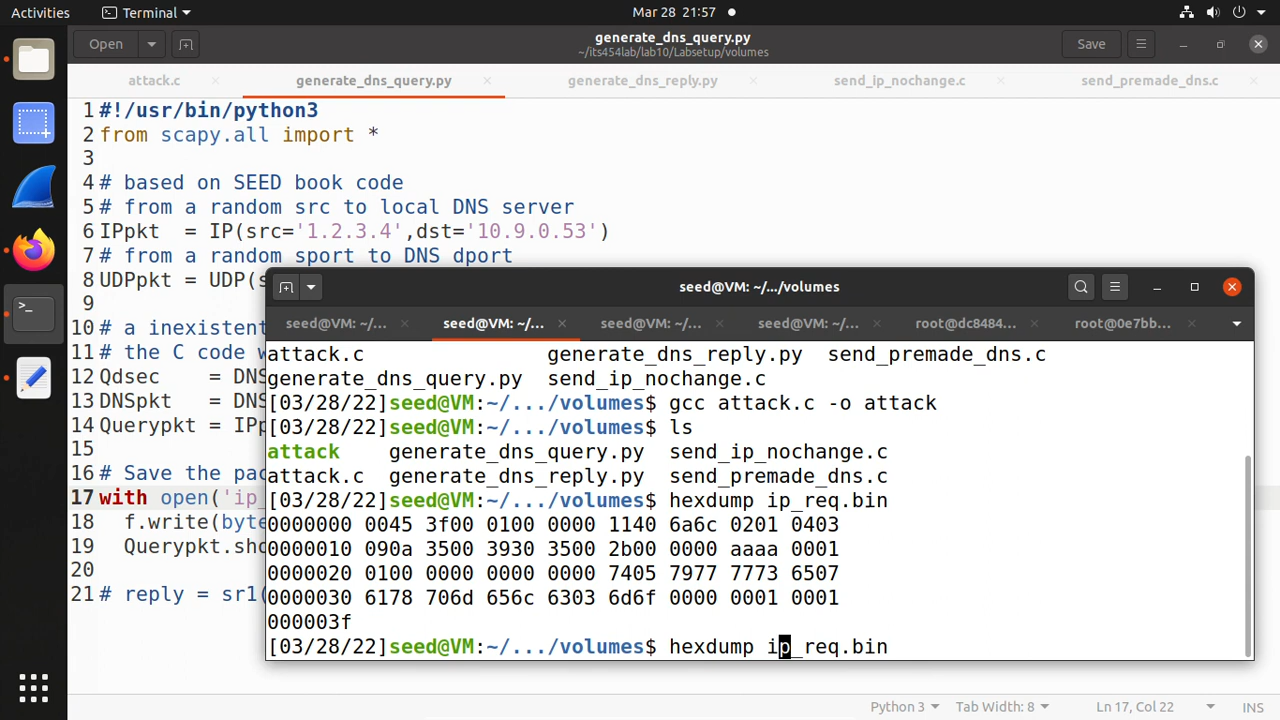 Activities
Terminal
Mar 28 21:57
Open
generate_dns_query.py
~/its454lab/lab10/Labsetup/volumes
Save
attack.c
generate_dns_query.py
generate_dns_reply.py
send_ip_nochange.c
send_premade_dns.c
1 #!/usr/bin/python3
2 from scapy.all import *
3
4 # based on SEED book code
5 # from a random src to local DNS server
6 IPpkt  = IP(src='1.2.3.4',dst='10.9.0.53')
7 # from a random sport to DNS dport
8 UDPpkt = UDP(s
9
10 # a inexistent
11 # the C code w
12 Qdsec    = DNS
13 DNSpkt   = DNS
14 Querypkt = IPp
15
16 # Save the pac
17 with open('ip_
18   f.write(byte
19   Querypkt.sho
20
21 # reply = sr1(
seed@VM: ~/.../volumes
seed@VM: ~/...
seed@VM: ~/...
seed@VM: ~/...
seed@VM: ~/...
root@dc8484...
root@0e7bb...
attack.c               generate_dns_reply.py  send_premade_dns.c
generate_dns_query.py  send_ip_nochange.c
[03/28/22]seed@VM:~/.../volumes$ gcc attack.c -o attack
[03/28/22]seed@VM:~/.../volumes$ ls
attack    generate_dns_query.py  send_ip_nochange.c
attack.c  generate_dns_reply.py  send_premade_dns.c
[03/28/22]seed@VM:~/.../volumes$ hexdump ip_req.bin
0000000 0045 3f00 0100 0000 1140 6a6c 0201 0403
0000010 090a 3500 3930 3500 2b00 0000 aaaa 0001
0000020 0100 0000 0000 0000 7405 7977 7773 6507
0000030 6178 706d 656c 6303 6d6f 0000 0001 0001
000003f
[03/28/22]seed@VM:~/.../volumes$ hexdump ip_req.bin
Python 3
Tab Width: 8
Ln 17, Col 22
INS